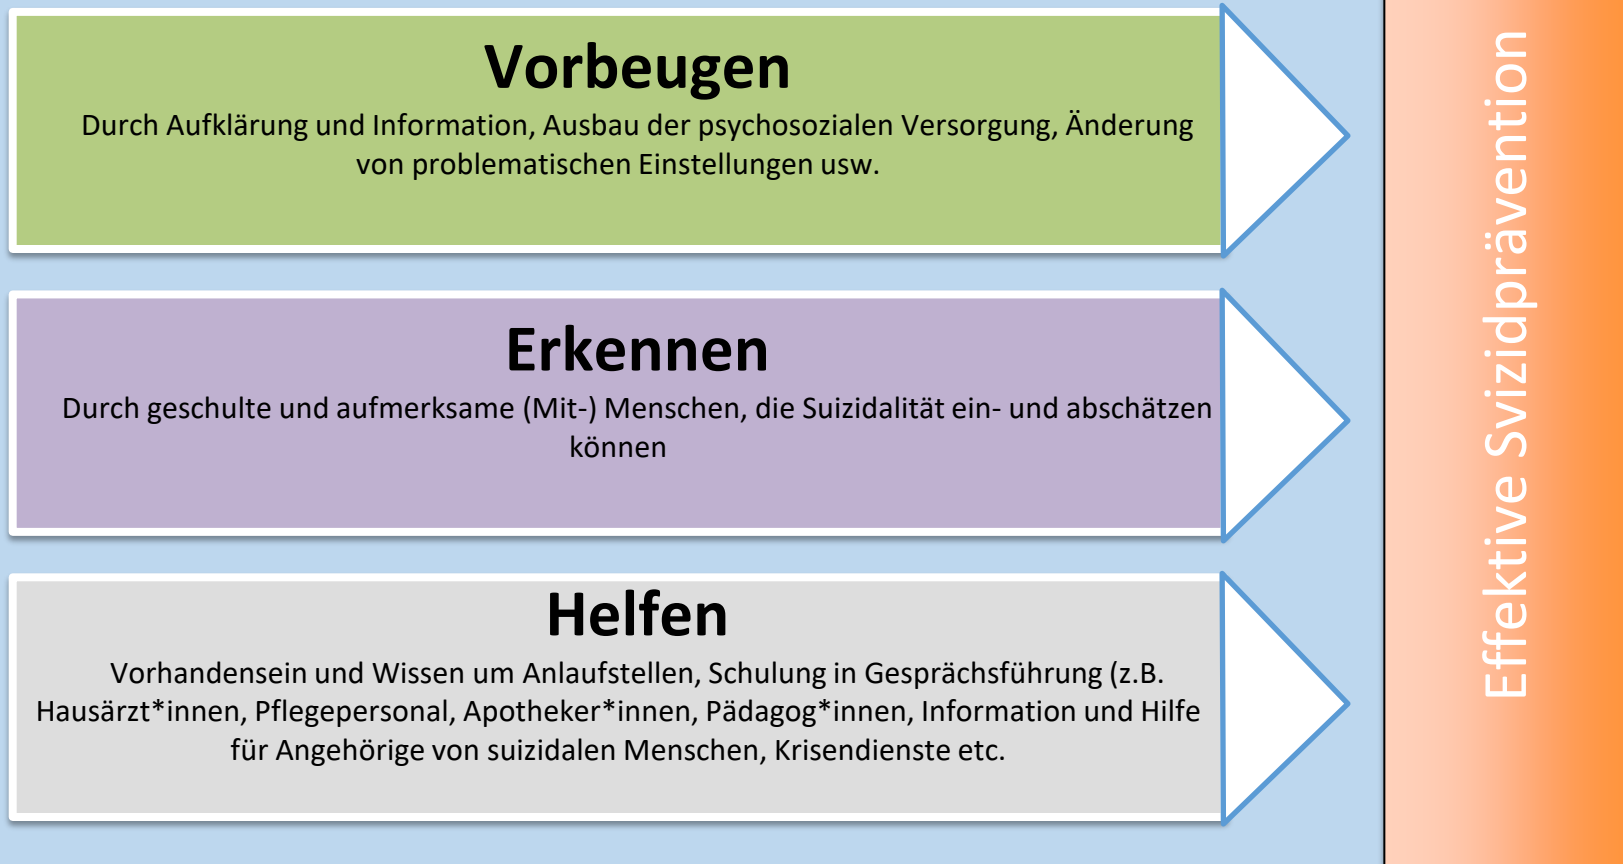 Vorbeugen
Durch Aufklärung und Information, Ausbau der psychosozialen Versorgung, Änderung
von problematischen Einstellungen usw.
Erkennen
Durch geschulte und aufmerksame (Mit-) Menschen, die Suizidalität ein- und abschätzen
können
Helfen
Vorhandensein und Wissen um Anlaufstellen, Schulung in Gesprächsführung (z.B.
Hausärzt*innen, Pflegepersonal, Apotheker*innen, Pädagog*innen, Information und Hilfe
für Angehörige von suizidalen Menschen, Krisendienste etc.
Effektive Svizidprävention